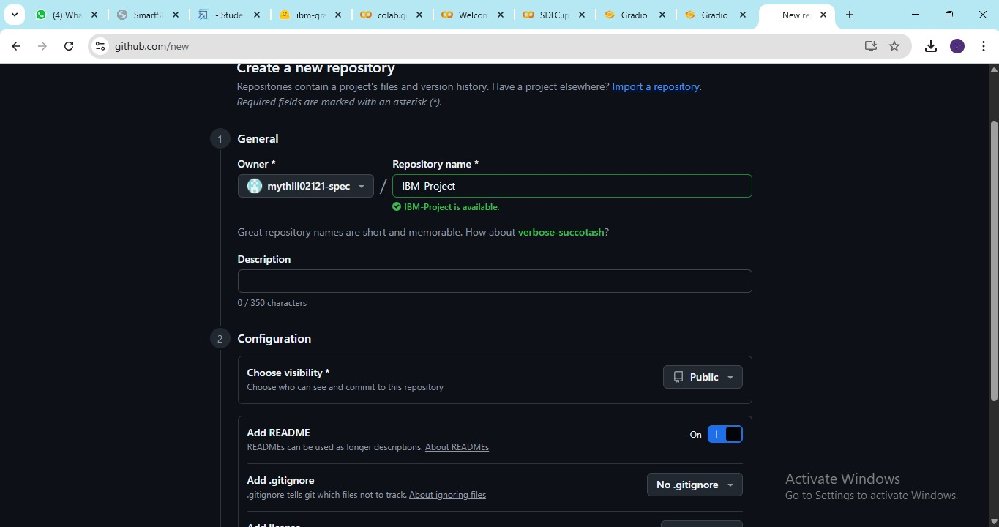 (4) Wha
SmartS
- Stude
ibm-gra
colab.g
Welcom
SDLC.ip
Gradio
Gradio
New re
github.com/new
Create a new repository
Repositories contain a project's files and version history. Have a project elsewhere? Import a repository.
Required fields are marked with an asterisk (*).
1 General
Owner * Repository name *
mythili02121-spec / IBM-Project
IBM-Project is available.
Great repository names are short and memorable. How about verbose-succotash?
Description
0 / 350 characters
2 Configuration
Choose visibility *
Choose who can see and commit to this repository
Public
Add README
READMEs can be used as longer descriptions. About READMEs
On
Add .gitignore
.gitignore tells git which files not to track. About ignoring files
No .gitignore
Add license
Activate Windows
Go to Settings to activate Windows.